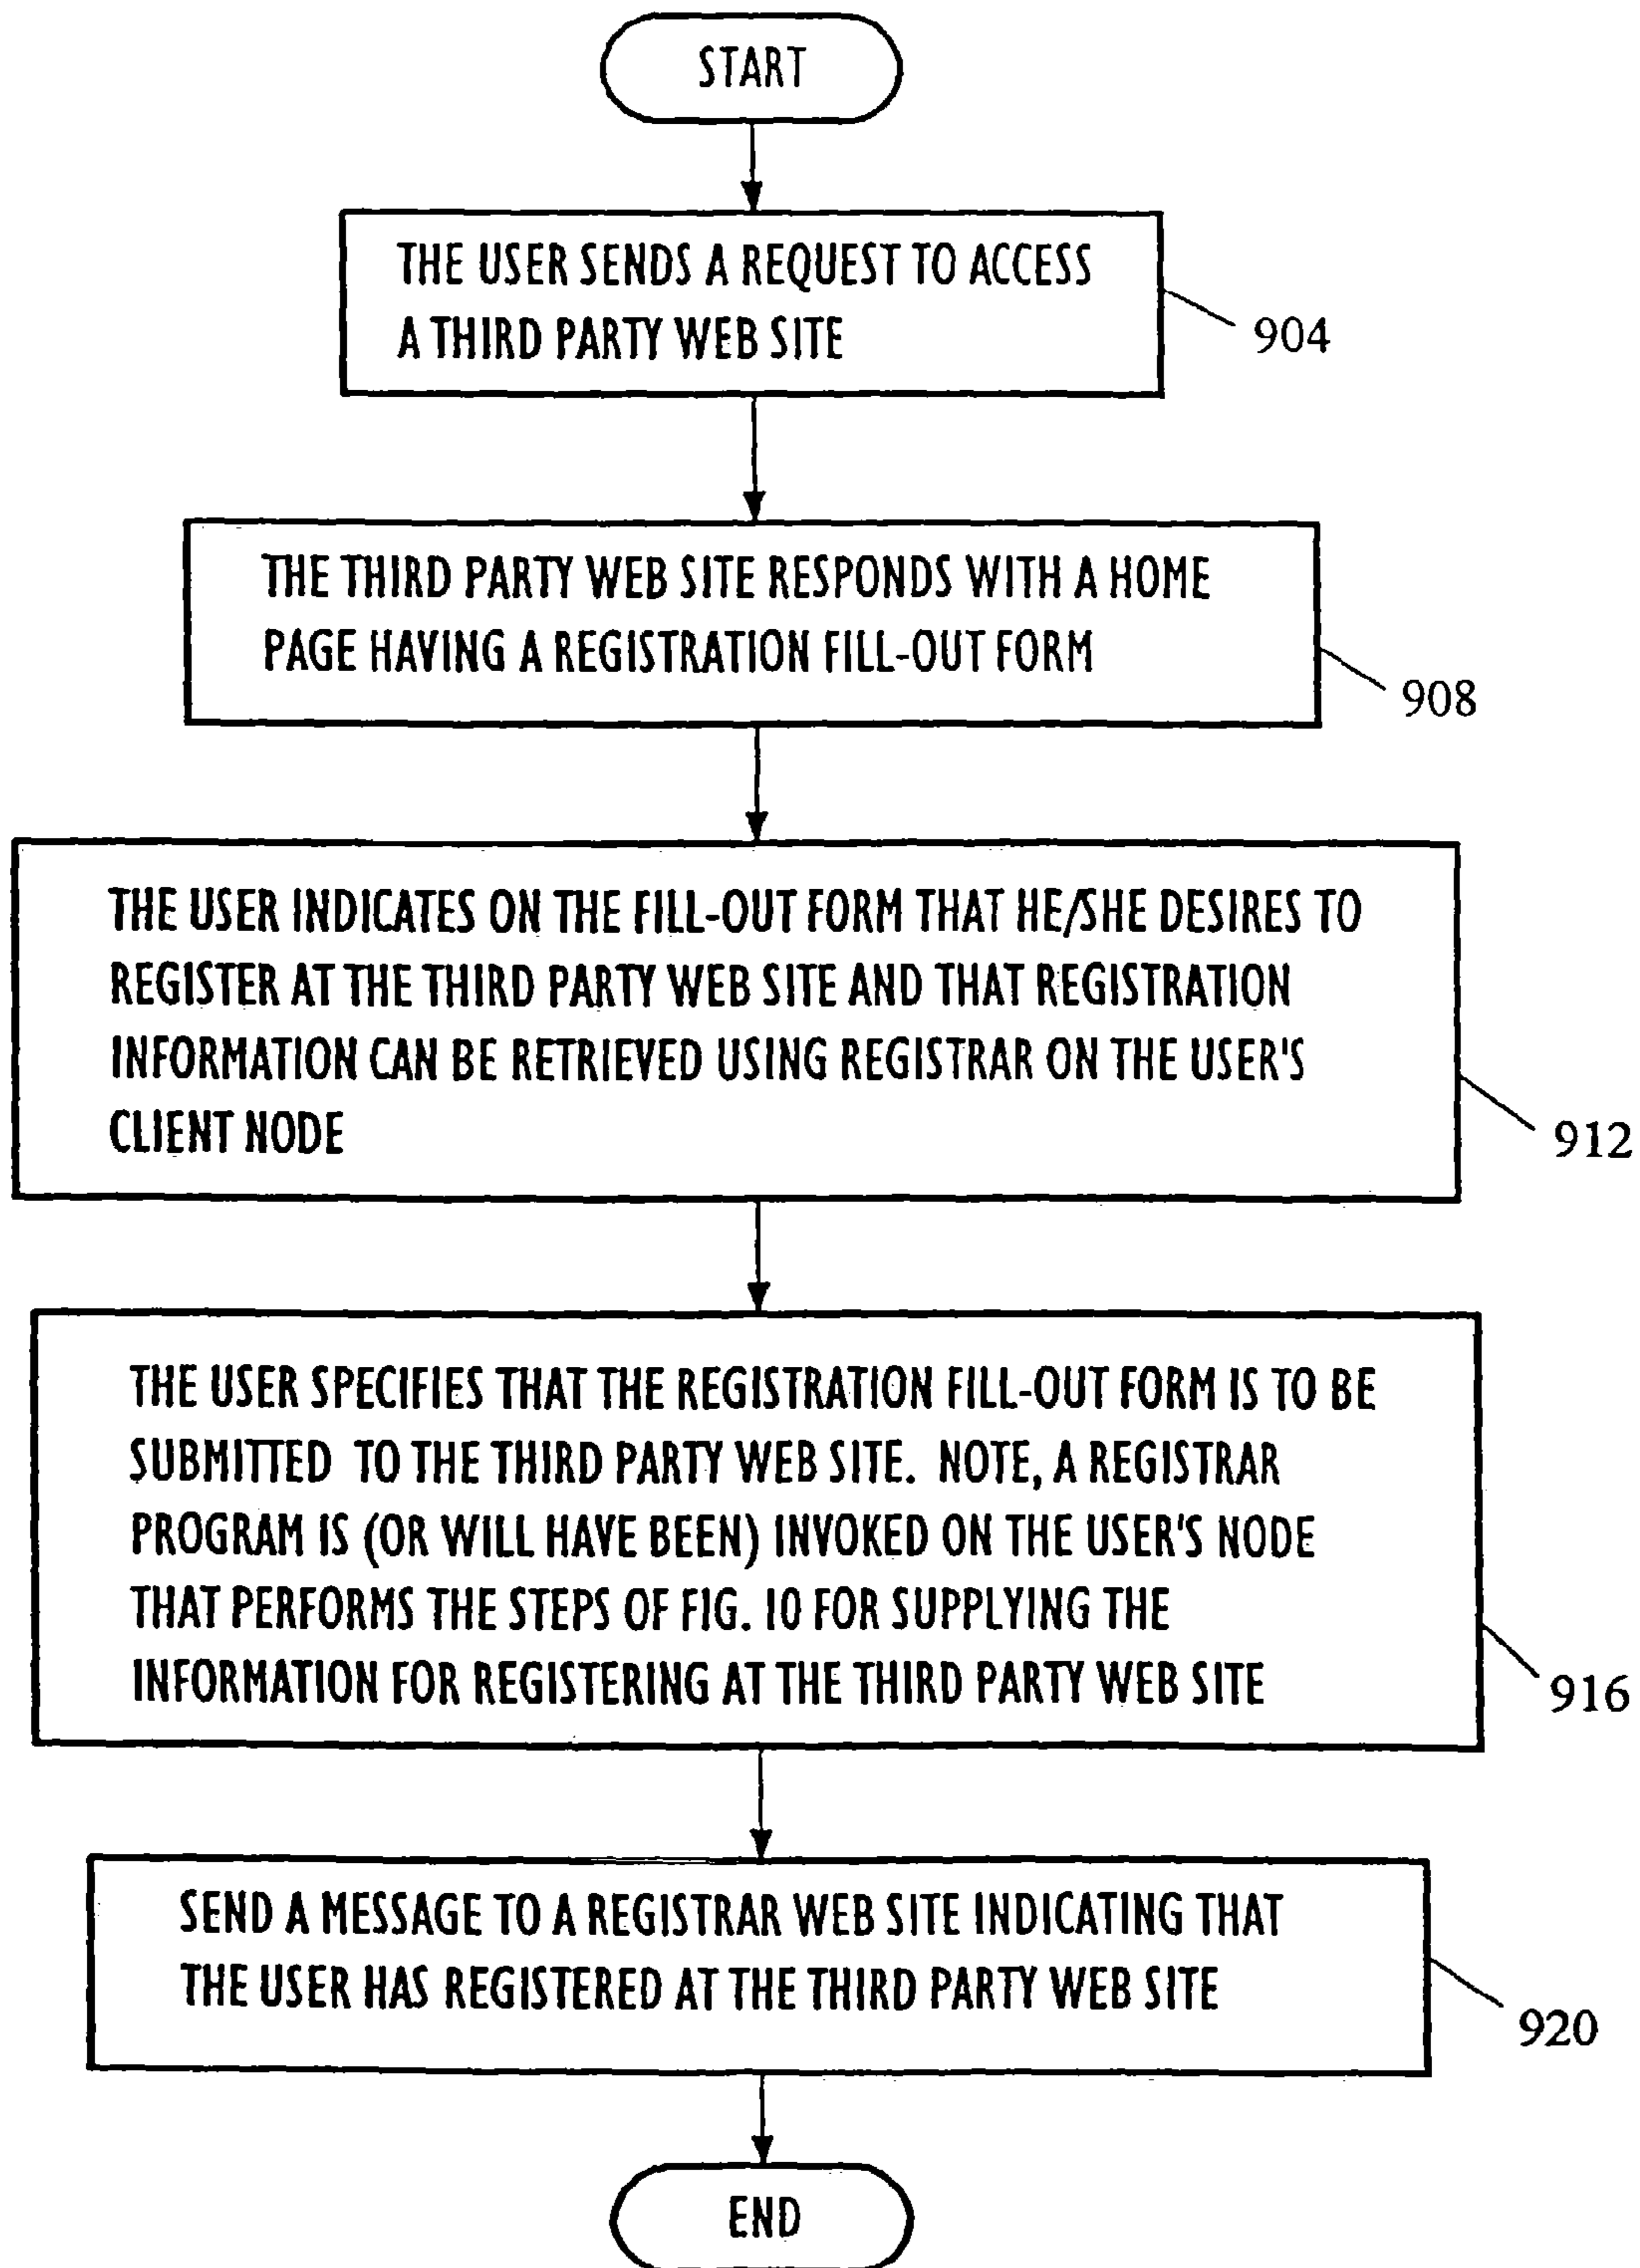 START
THE USER SENDS A REQUEST TO ACCESS
A THIRD PARTY WEB SITE
904
THE THIRD PARTY WEB SITE RESPONDS WITH A HOME
PAGE HAVING A REGISTRATION FILL-OUT FORM
908
THE USER INDICATES ON THE FILL-OUT FORM THAT HE/SHE DESIRES TO
REGISTER AT THE THIRD PARTY WEB SITE AND THAT REGISTRATION
INFORMATION CAN BE RETRIEVED USING REGISTRAR ON THE USER'S
CLIENT NODE
912
THE USER SPECIFIES THAT THE REGISTRATION FILL-OUT FORM IS TO BE
SUBMITTED TO THE THIRD PARTY WEB SITE. NOTE, A REGISTRAR
PROGRAM IS (OR WILL HAVE BEEN) INVOKED ON THE USER'S NODE
THAT PERFORMS THE STEPS OF FIG. 10 FOR SUPPLYING THE
INFORMATION FOR REGISTERING AT THE THIRD PARTY WEB SITE
916
SEND A MESSAGE TO A REGISTRAR WEB SITE INDICATING THAT
THE USER HAS REGISTERED AT THE THIRD PARTY WEB SITE
920
END